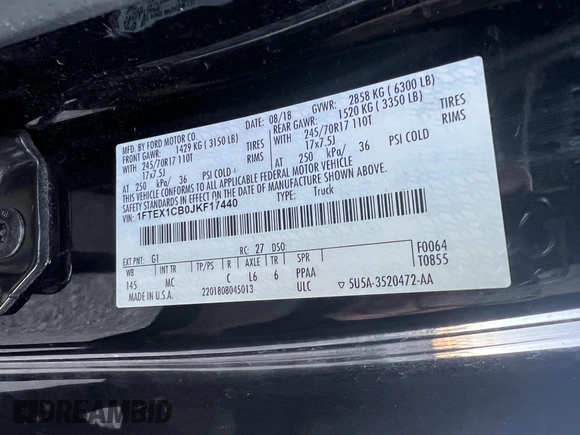 MFD. BY FORD MOTOR CO.
08/18
GVWR: 2858 KG ( 6300 LB)
FRONT GAWR: 1429 KG ( 3150 LB)
REAR GAWR: 1520 KG ( 3350 LB)
WITH 245/70R17 110T TIRES
WITH 245/70R17 110T TIRES
17x7.5J RIMS
17x7.5J RIMS
AT 250 kPa/ 36 PSI COLD
AT 250 kPa/ 36 PSI COLD
THIS VEHICLE CONFORMS TO ALL APPLICABLE FEDERAL MOTOR VEHICLE
SAFETY STANDARDS IN EFFECT ON THE DATE OF MANUFACTURE SHOWN ABOVE.
VIN: 1FTEX1CB0JKF17440
TYPE: Truck
EXT PNT: G1 RC: 27 DSO: F0064
WB INT TR TP/PS R AXLE TR SPR T0855
145 MC C L6 6 PPAA
MADE IN U.S.A. 2201808045013 ULC ▽ 5U5A-3520472-AA
DREAMBID